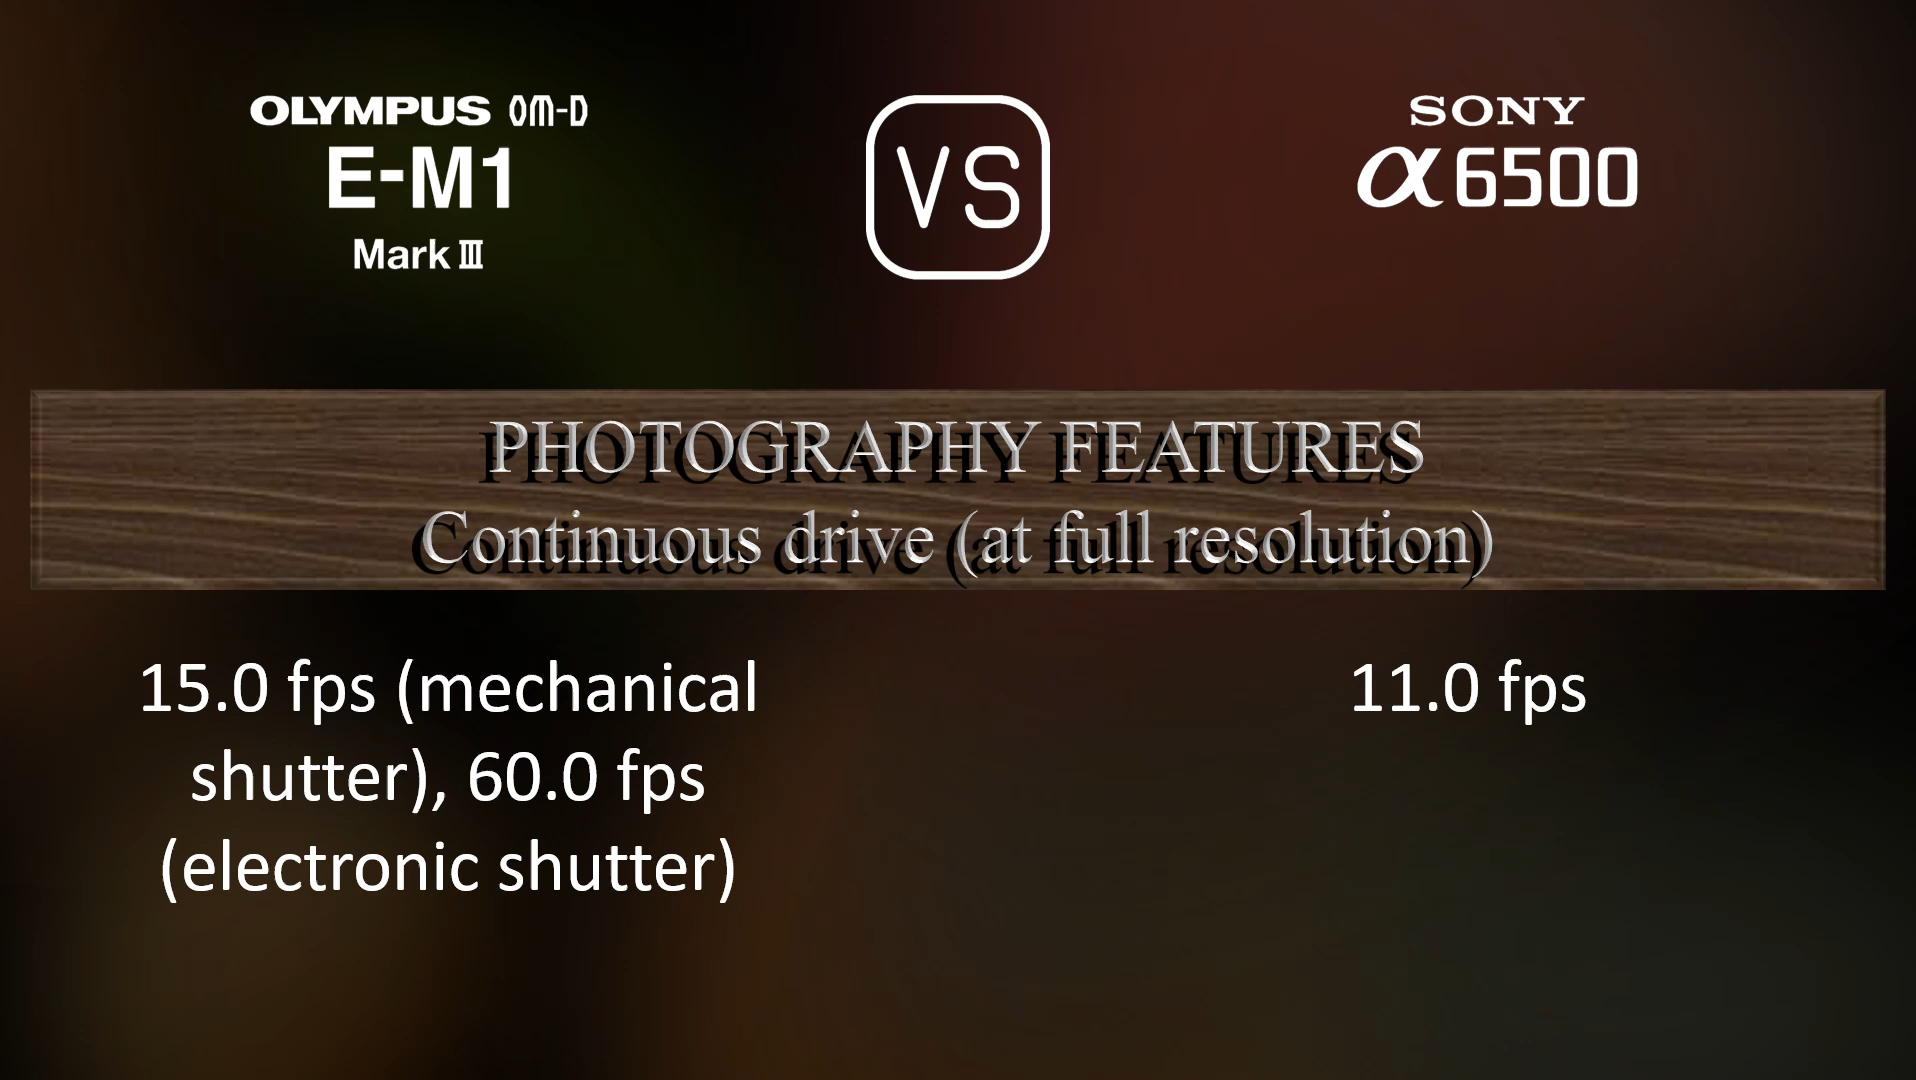 OLYMPUS OM-D
E-M1
Mark III
VS
SONY
α6500
PHOTOGRAPHY FEATURES
Continuous drive (at full resolution)
15.0 fps (mechanical
shutter), 60.0 fps
(electronic shutter)
11.0 fps